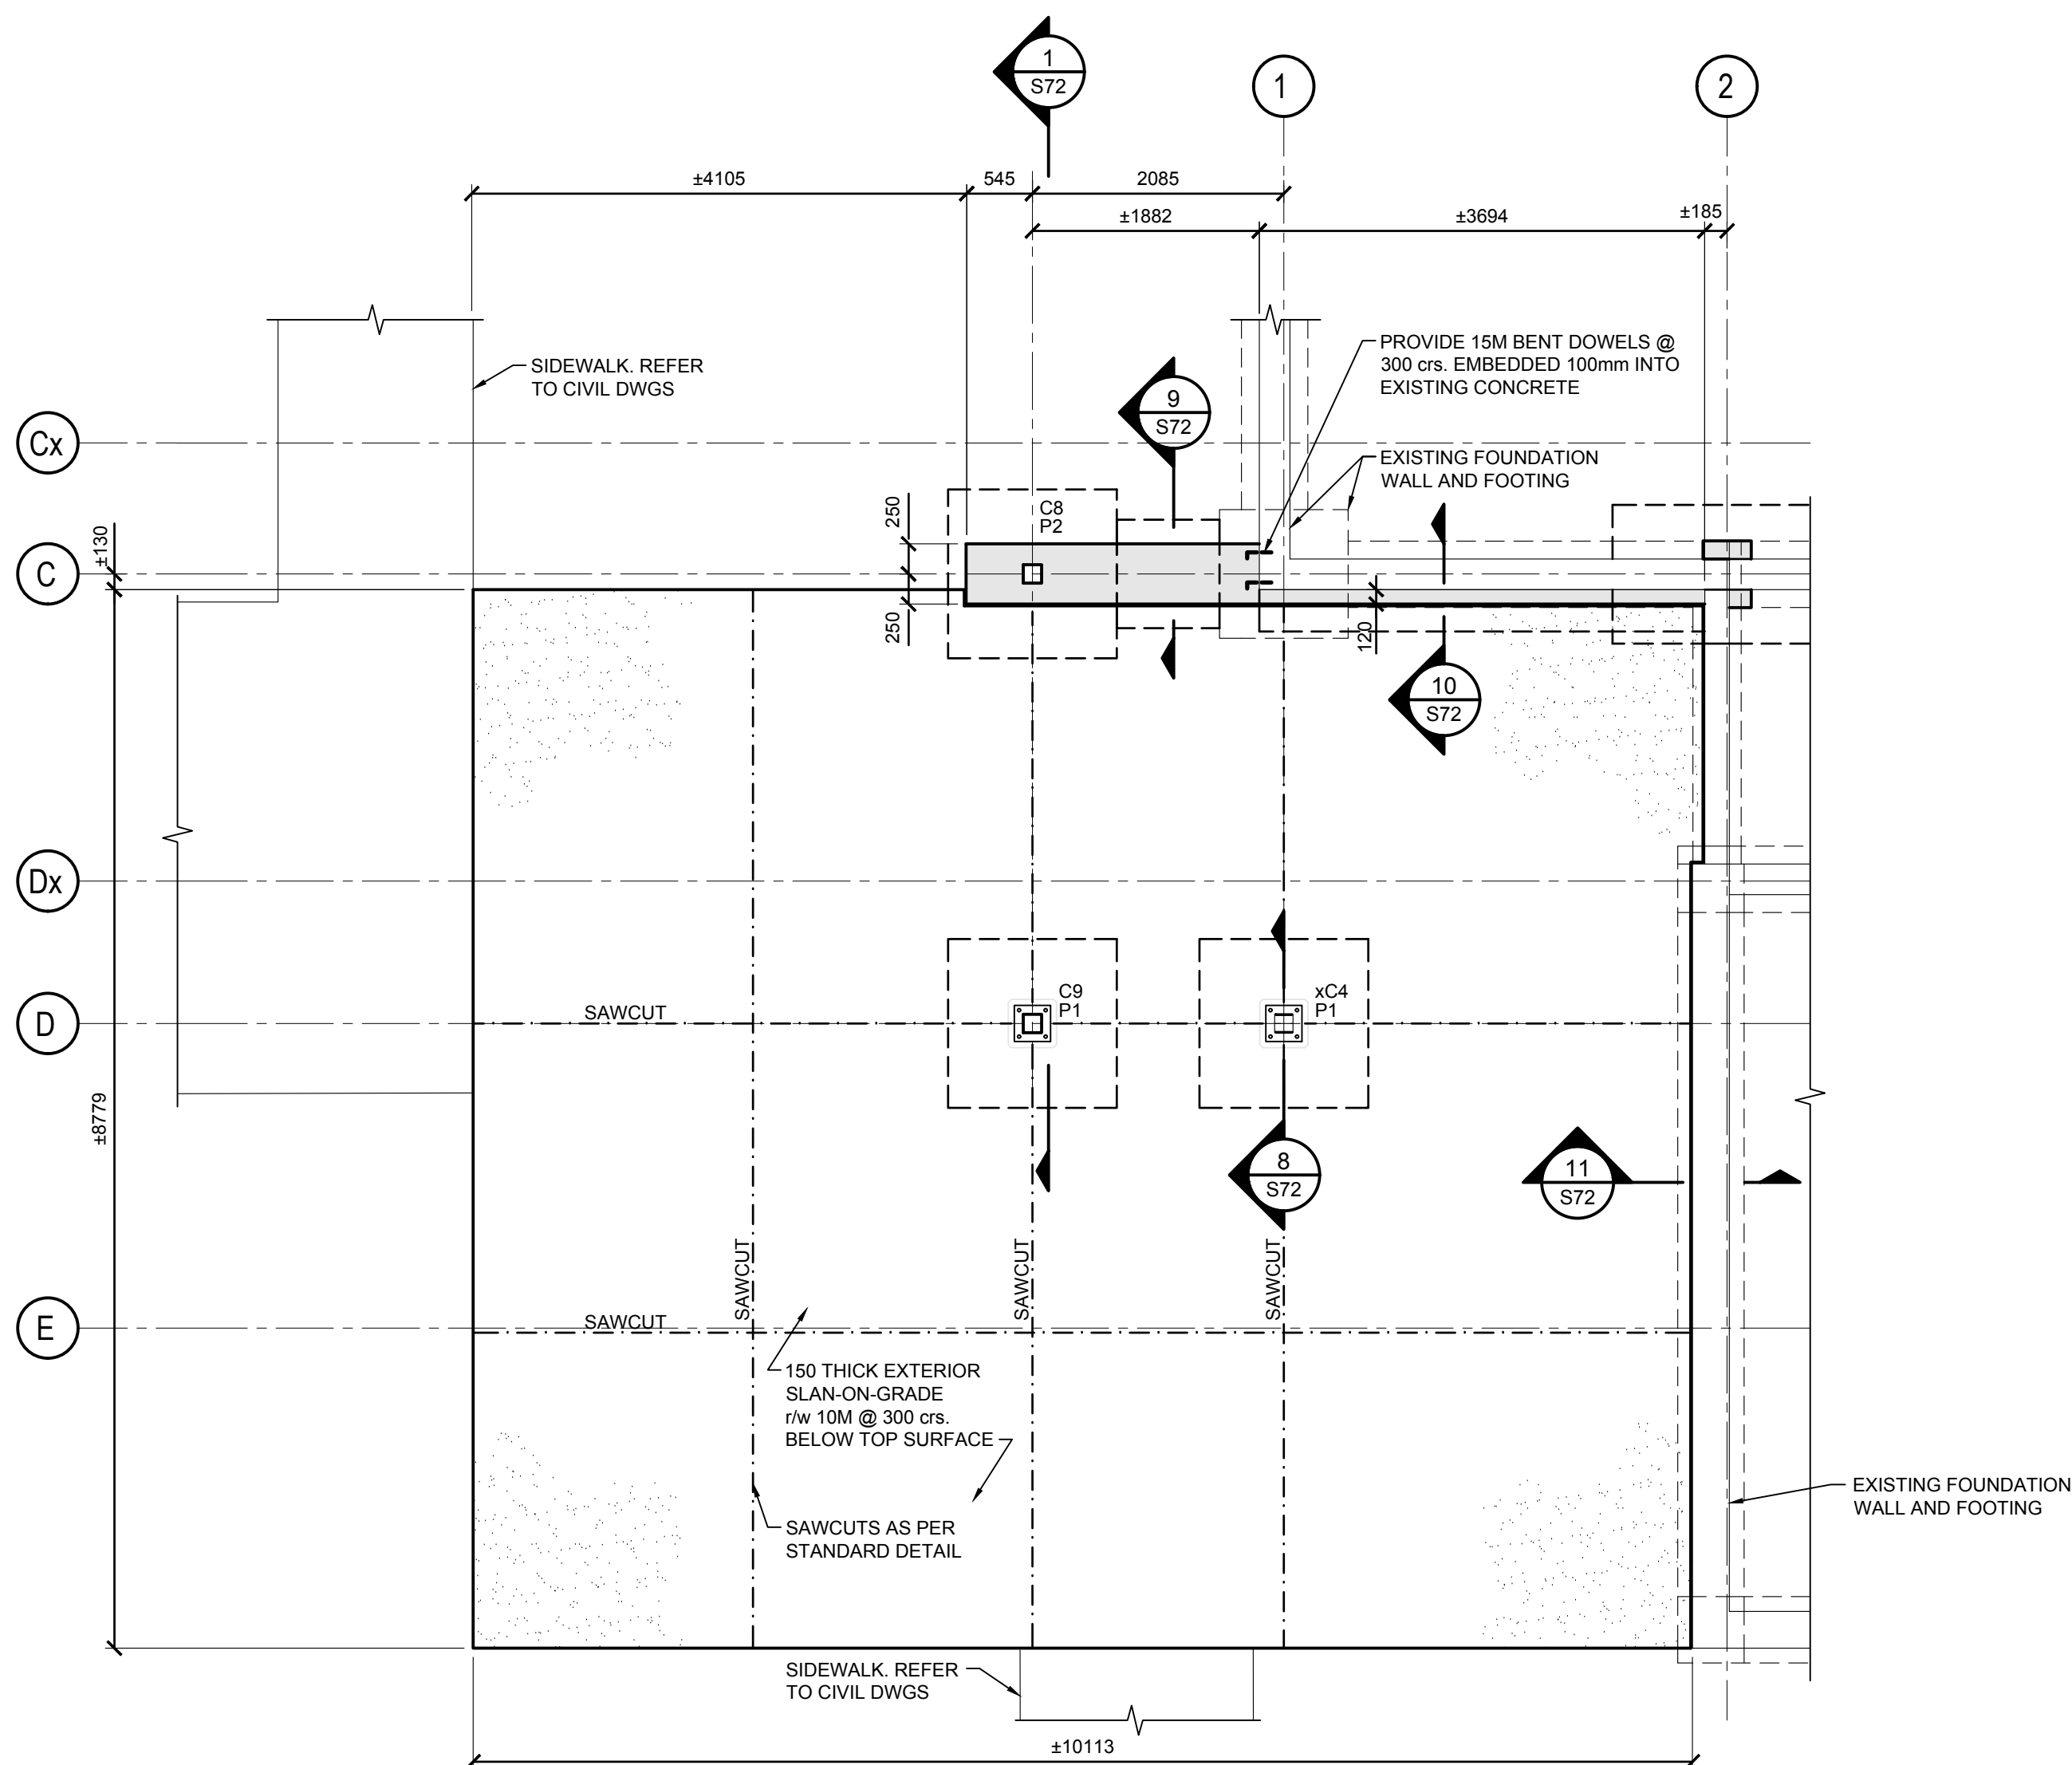 1
S72
1
2
±4105
545
2085
±1882
±3694
±185
SIDEWALK. REFER
TO CIVIL DWGS
PROVIDE 15M BENT DOWELS @
300 crs. EMBEDDED 100mm INTO
EXISTING CONCRETE
9
S72
Cx
EXISTING FOUNDATION
WALL AND FOOTING
250
C8
P2
±130
C
250
120
10
S72
Dx
C9
P1
xC4
P1
SAWCUT
D
±8779
8
S72
11
S72
SAWCUT
SAWCUT
SAWCUT
SAWCUT
E
150 THICK EXTERIOR
SLAN-ON-GRADE
r/w 10M @ 300 crs.
BELOW TOP SURFACE
EXISTING FOUNDATION
WALL AND FOOTING
SAWCUTS AS PER
STANDARD DETAIL
SIDEWALK. REFER
TO CIVIL DWGS
±10113